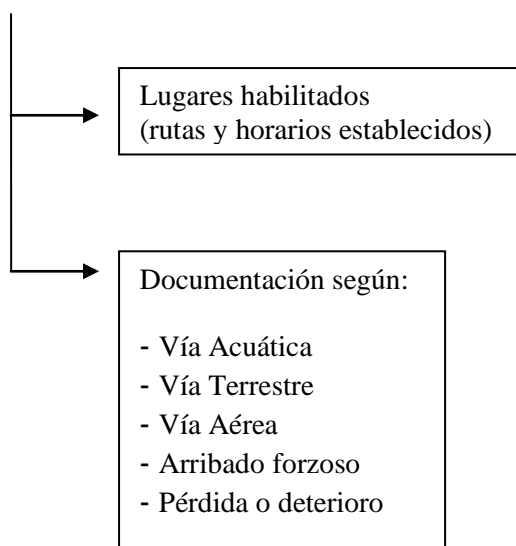 Lugares habilitados
(rutas y horarios establecidos)
Documentación según:
- Vía Acuática
- Vía Terrestre
- Vía Aérea
- Arribado forzoso
- Pérdida o deterioro